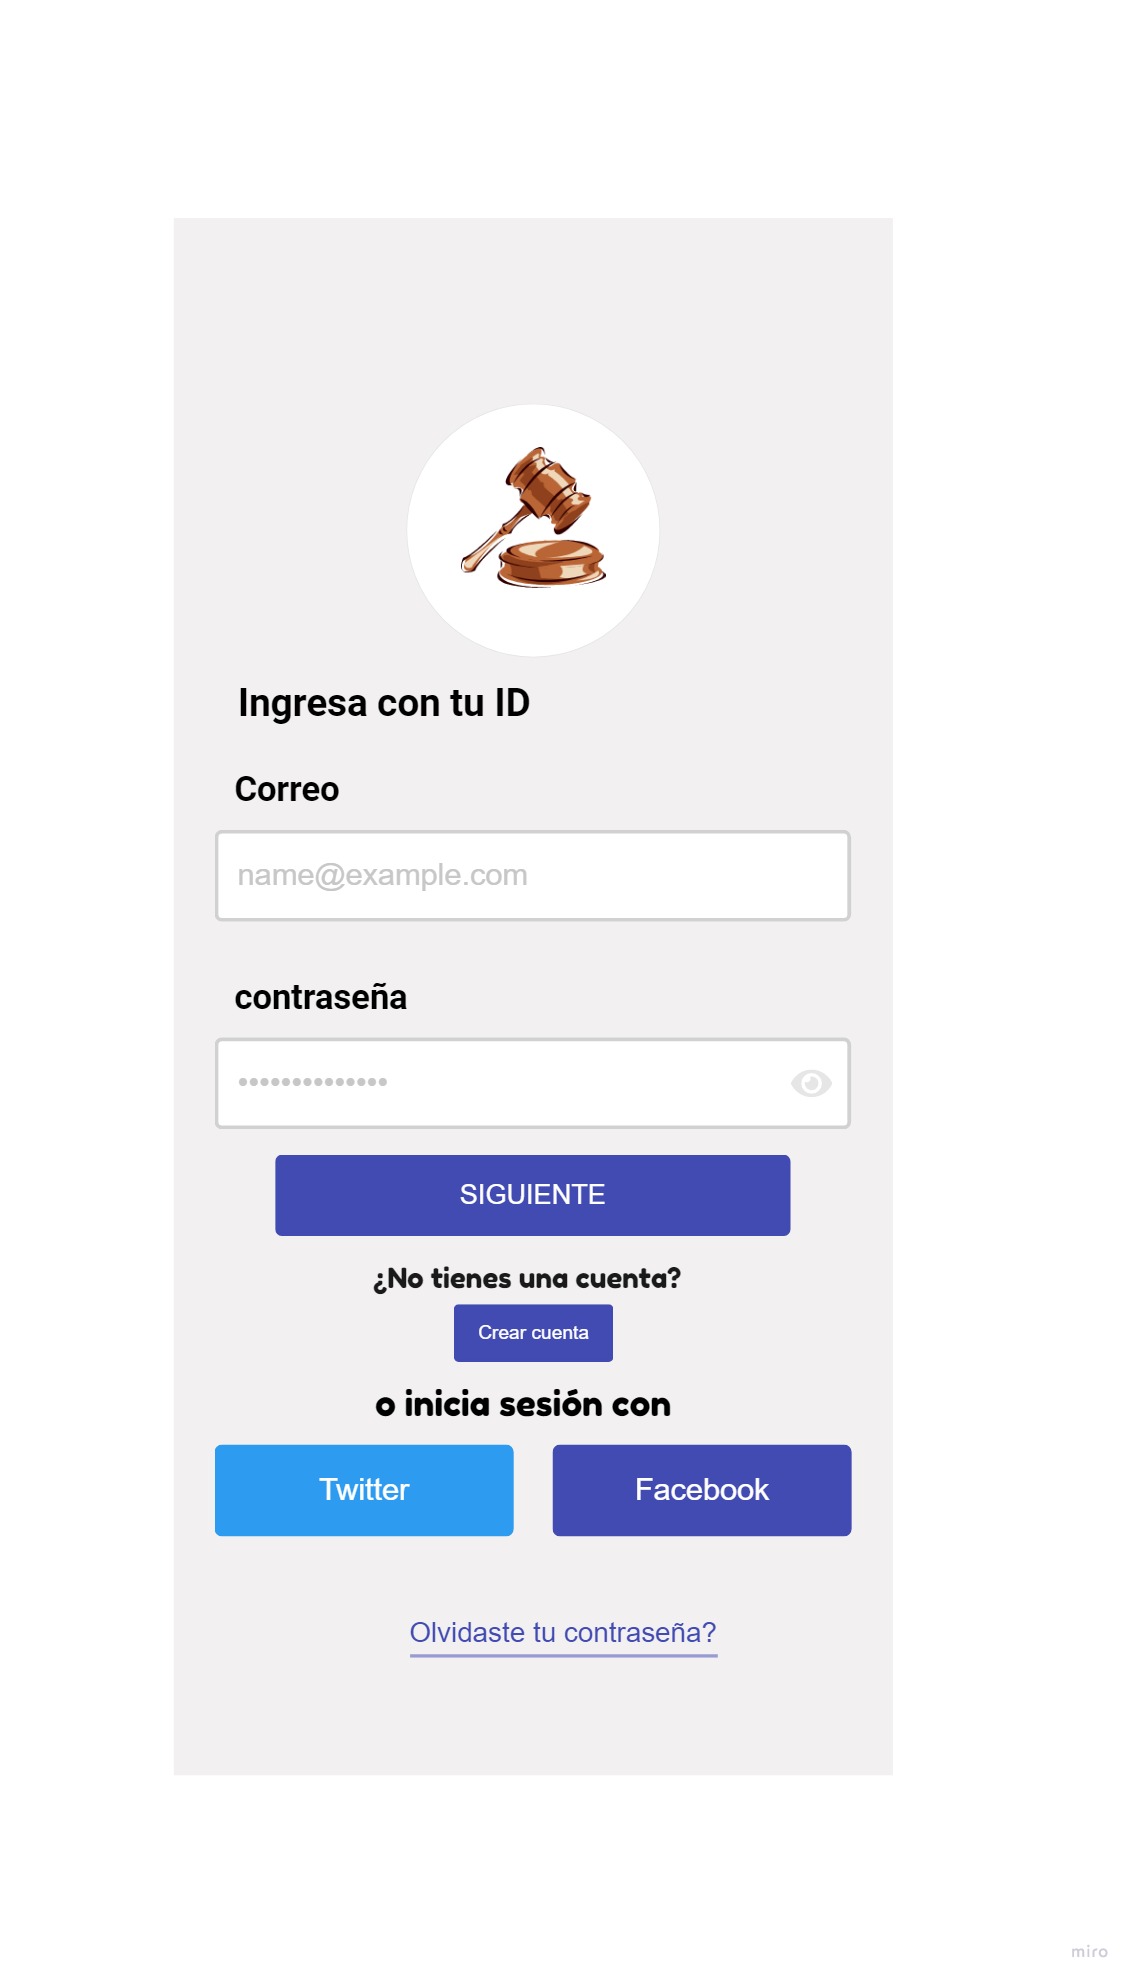 Ingresa con tu ID
Correo
name@example.com
contraseña
••••••••••••••
SIGUIENTE
¿No tienes una cuenta?
Crear cuenta
o inicia sesión con
Twitter Facebook
Olvidaste tu contraseña?
miro